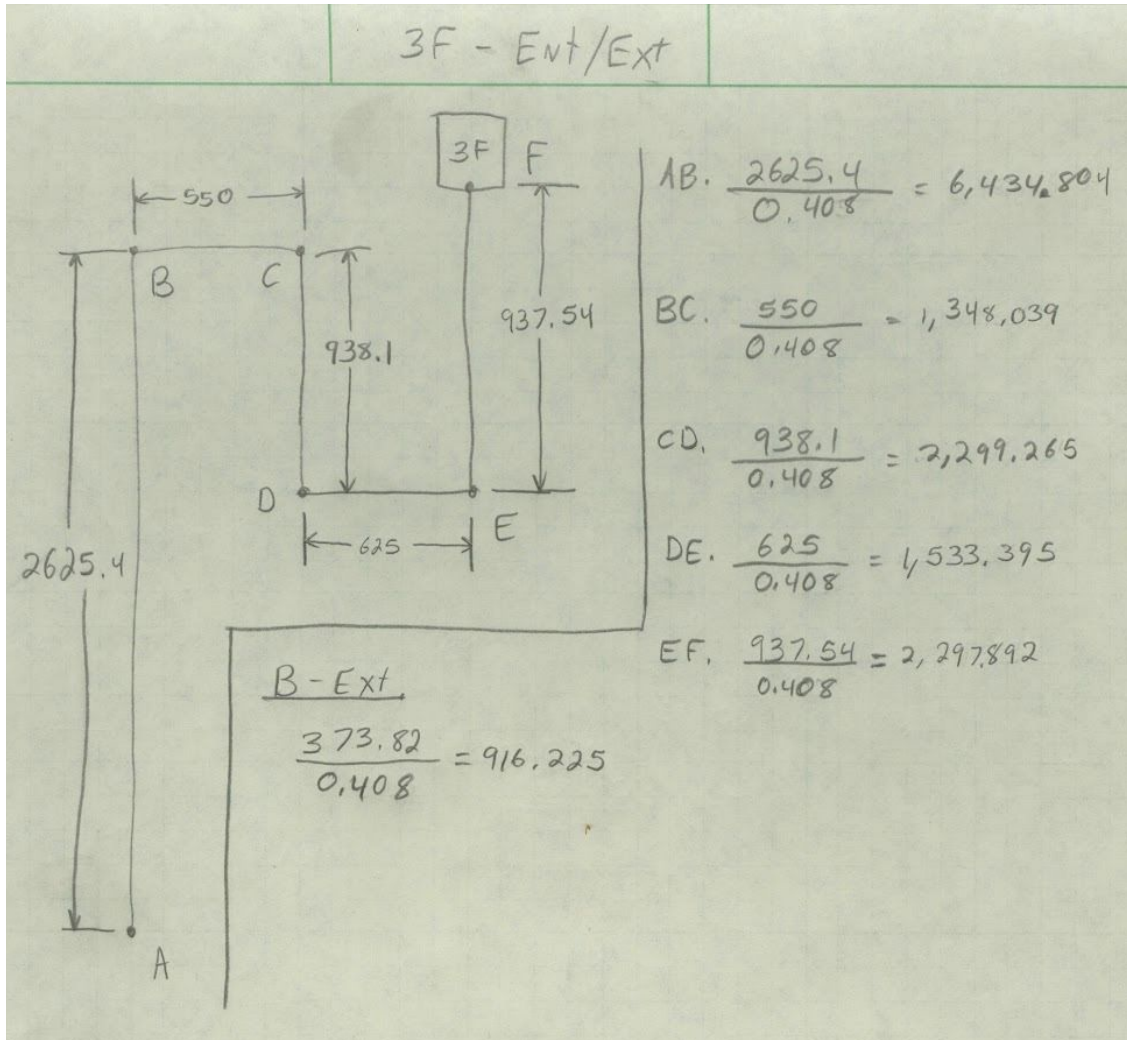 3F - Ent/Ext
3F F
550
B C
938.1
937.54
2625.4
D E
625
A
AB. 2625.4 / 0.408 = 6,434.804
BC. 550 / 0.408 = 1,348,039
CD. 938.1 / 0.408 = 2,299.265
DE. 625 / 0.408 = 1,533.395
EF. 937.54 / 0.408 = 2,297.892
B - Ext.
373.82 / 0.408 = 916.225